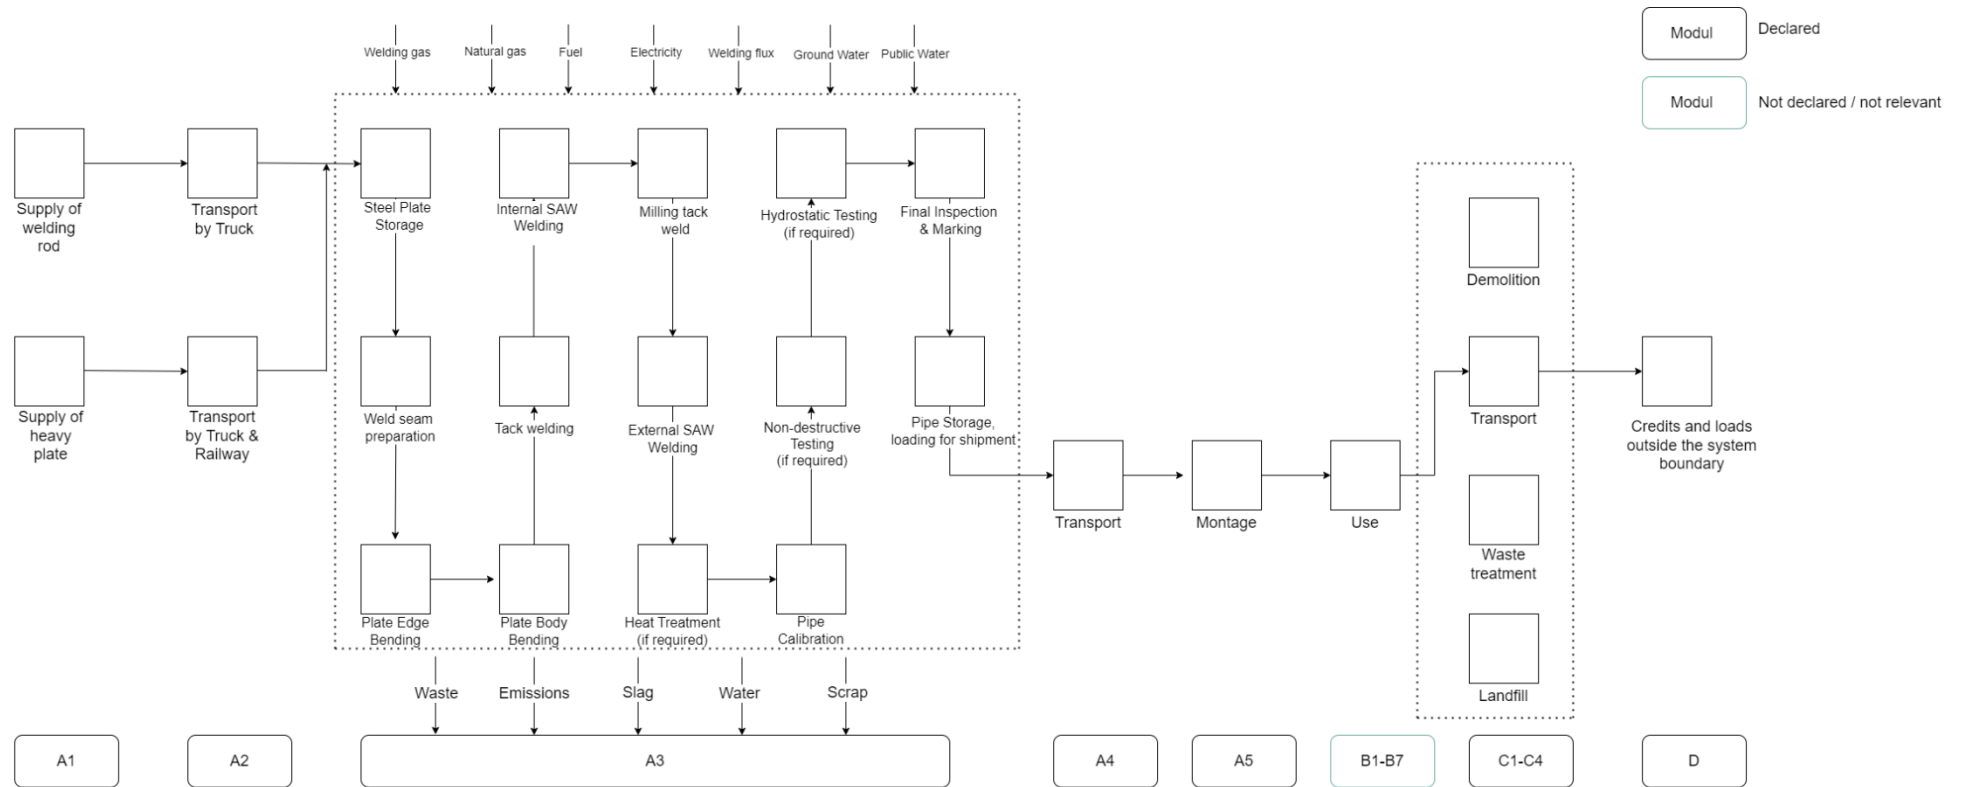 Modul
Declared
Modul
Not declared / not relevant
Welding gas
Natural gas
Fuel
Electricity
Welding flux
Ground Water
Public Water
Supply of
welding
rod
Transport
by Truck
Steel Plate
Storage
Internal SAW
Welding
Milling tack
weld
Hydrostatic Testing
(if required)
Final Inspection
& Marking
Demolition
Supply of
heavy
plate
Transport
by Truck &
Railway
Weld seam
preparation
Tack welding
External SAW
Welding
Non-destructive
Testing
(if required)
Pipe Storage,
loading for shipment
Transport
Credits and loads
outside the system
boundary
Transport
Montage
Use
Waste
treatment
Plate Edge
Bending
Plate Body
Bending
Heat Treatment
(if required)
Pipe
Calibration
Landfill
Waste
Emissions
Slag
Water
Scrap
A1
A2
A3
A4
A5
B1-B7
C1-C4
D